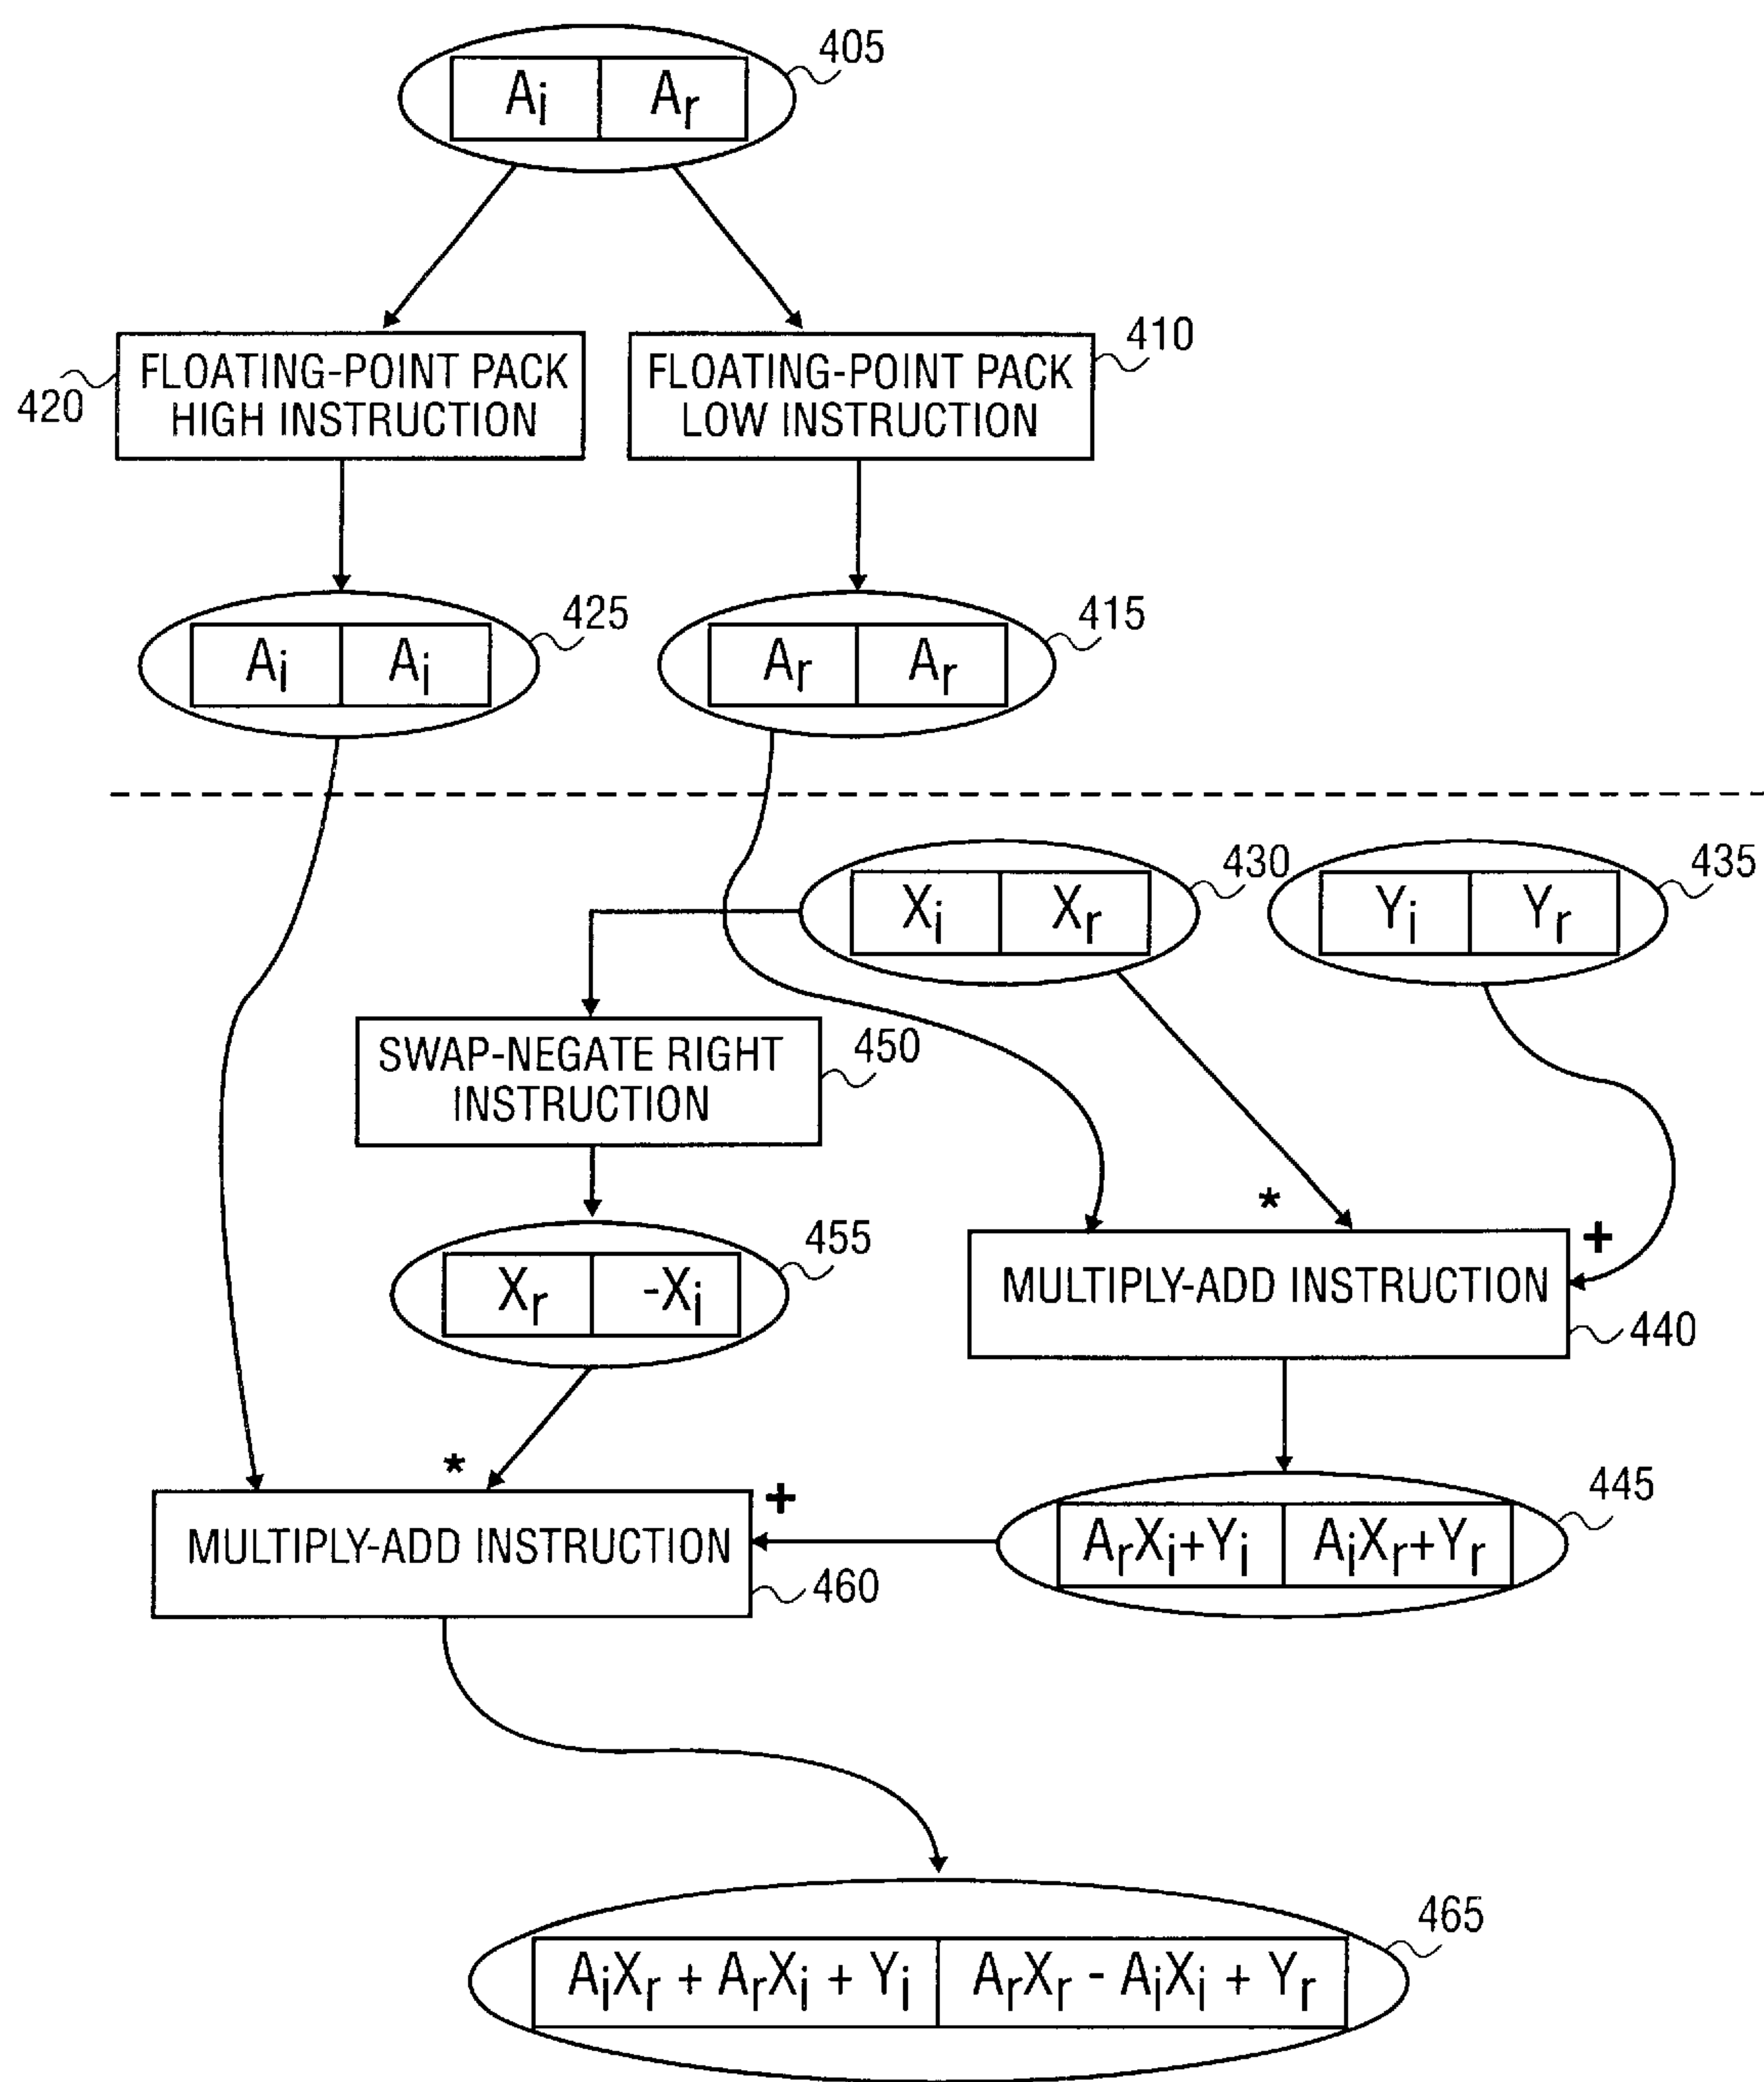 405
Ai Ar
410
FLOATING-POINT PACK
HIGH INSTRUCTION
420
FLOATING-POINT PACK
LOW INSTRUCTION
425
Ai Ai
415
Ar Ar
430
Xi Xr
435
Yi Yr
SWAP-NEGATE RIGHT
INSTRUCTION
450
*
+
455
Xr -Xi
MULTIPLY-ADD INSTRUCTION
440
*
+
445
MULTIPLY-ADD INSTRUCTION
460
ArXi+Yi AiXr+Yr
465
AiXr + ArXi + Yi ArXr - AiXi + Yr